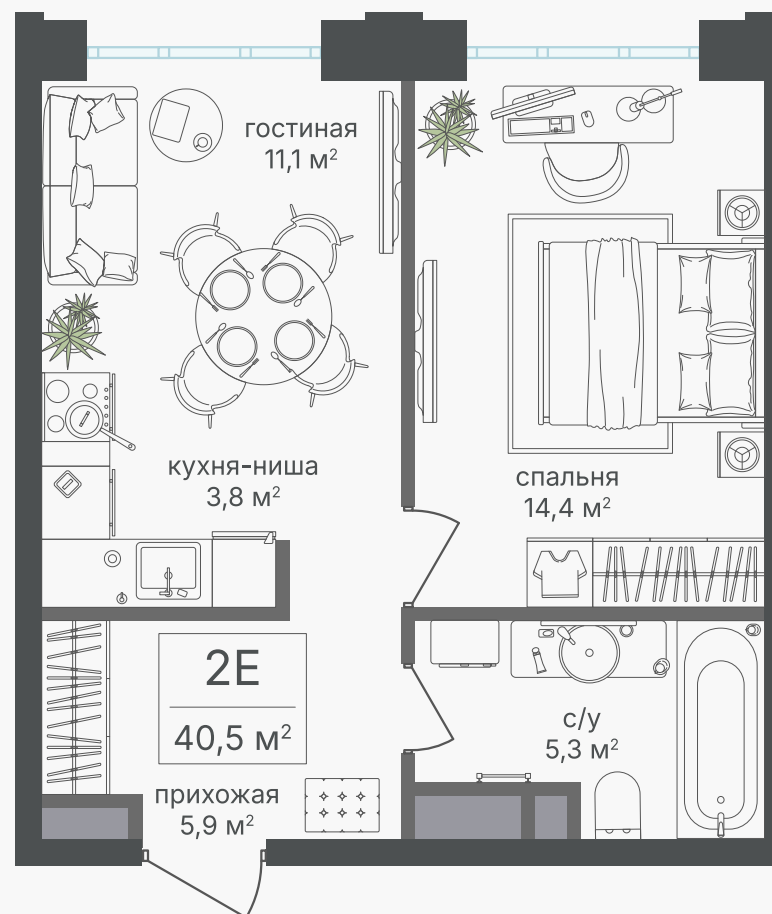 гостиная
11,1 м²
кухня-ниша
3,8 м²
спальня
14,4 м²
2Е
40,5 м²
с/у
5,3 м²
прихожая
5,9 м²